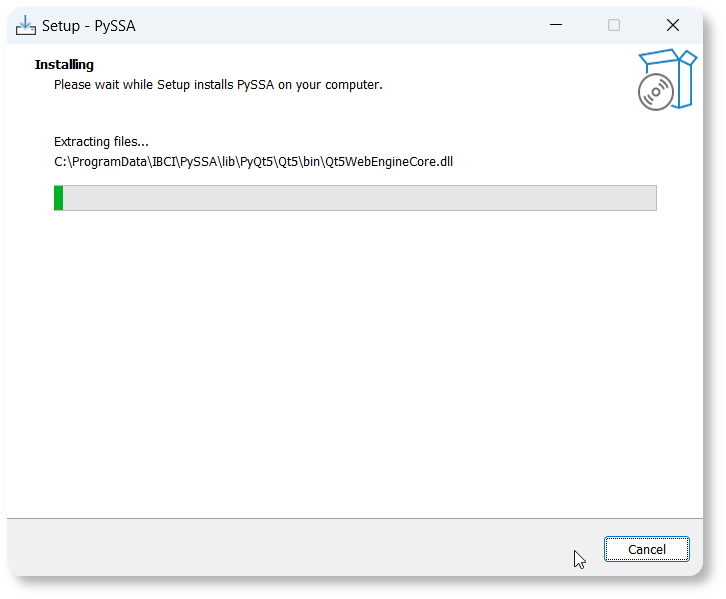 Setup - PySSA
Installing
Please wait while Setup installs PySSA on your computer.
Extracting files...
C:\ProgramData\IBCI\PySSA\lib\PyQt5\Qt5\bin\Qt5WebEngineCore.dll
Cancel